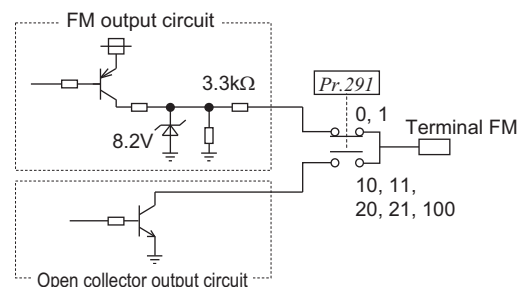 FM output circuit
3.3kΩ
8.2V
Pr.291
0, 1
Terminal FM
10, 11,
20, 21, 100
Open collector output circuit